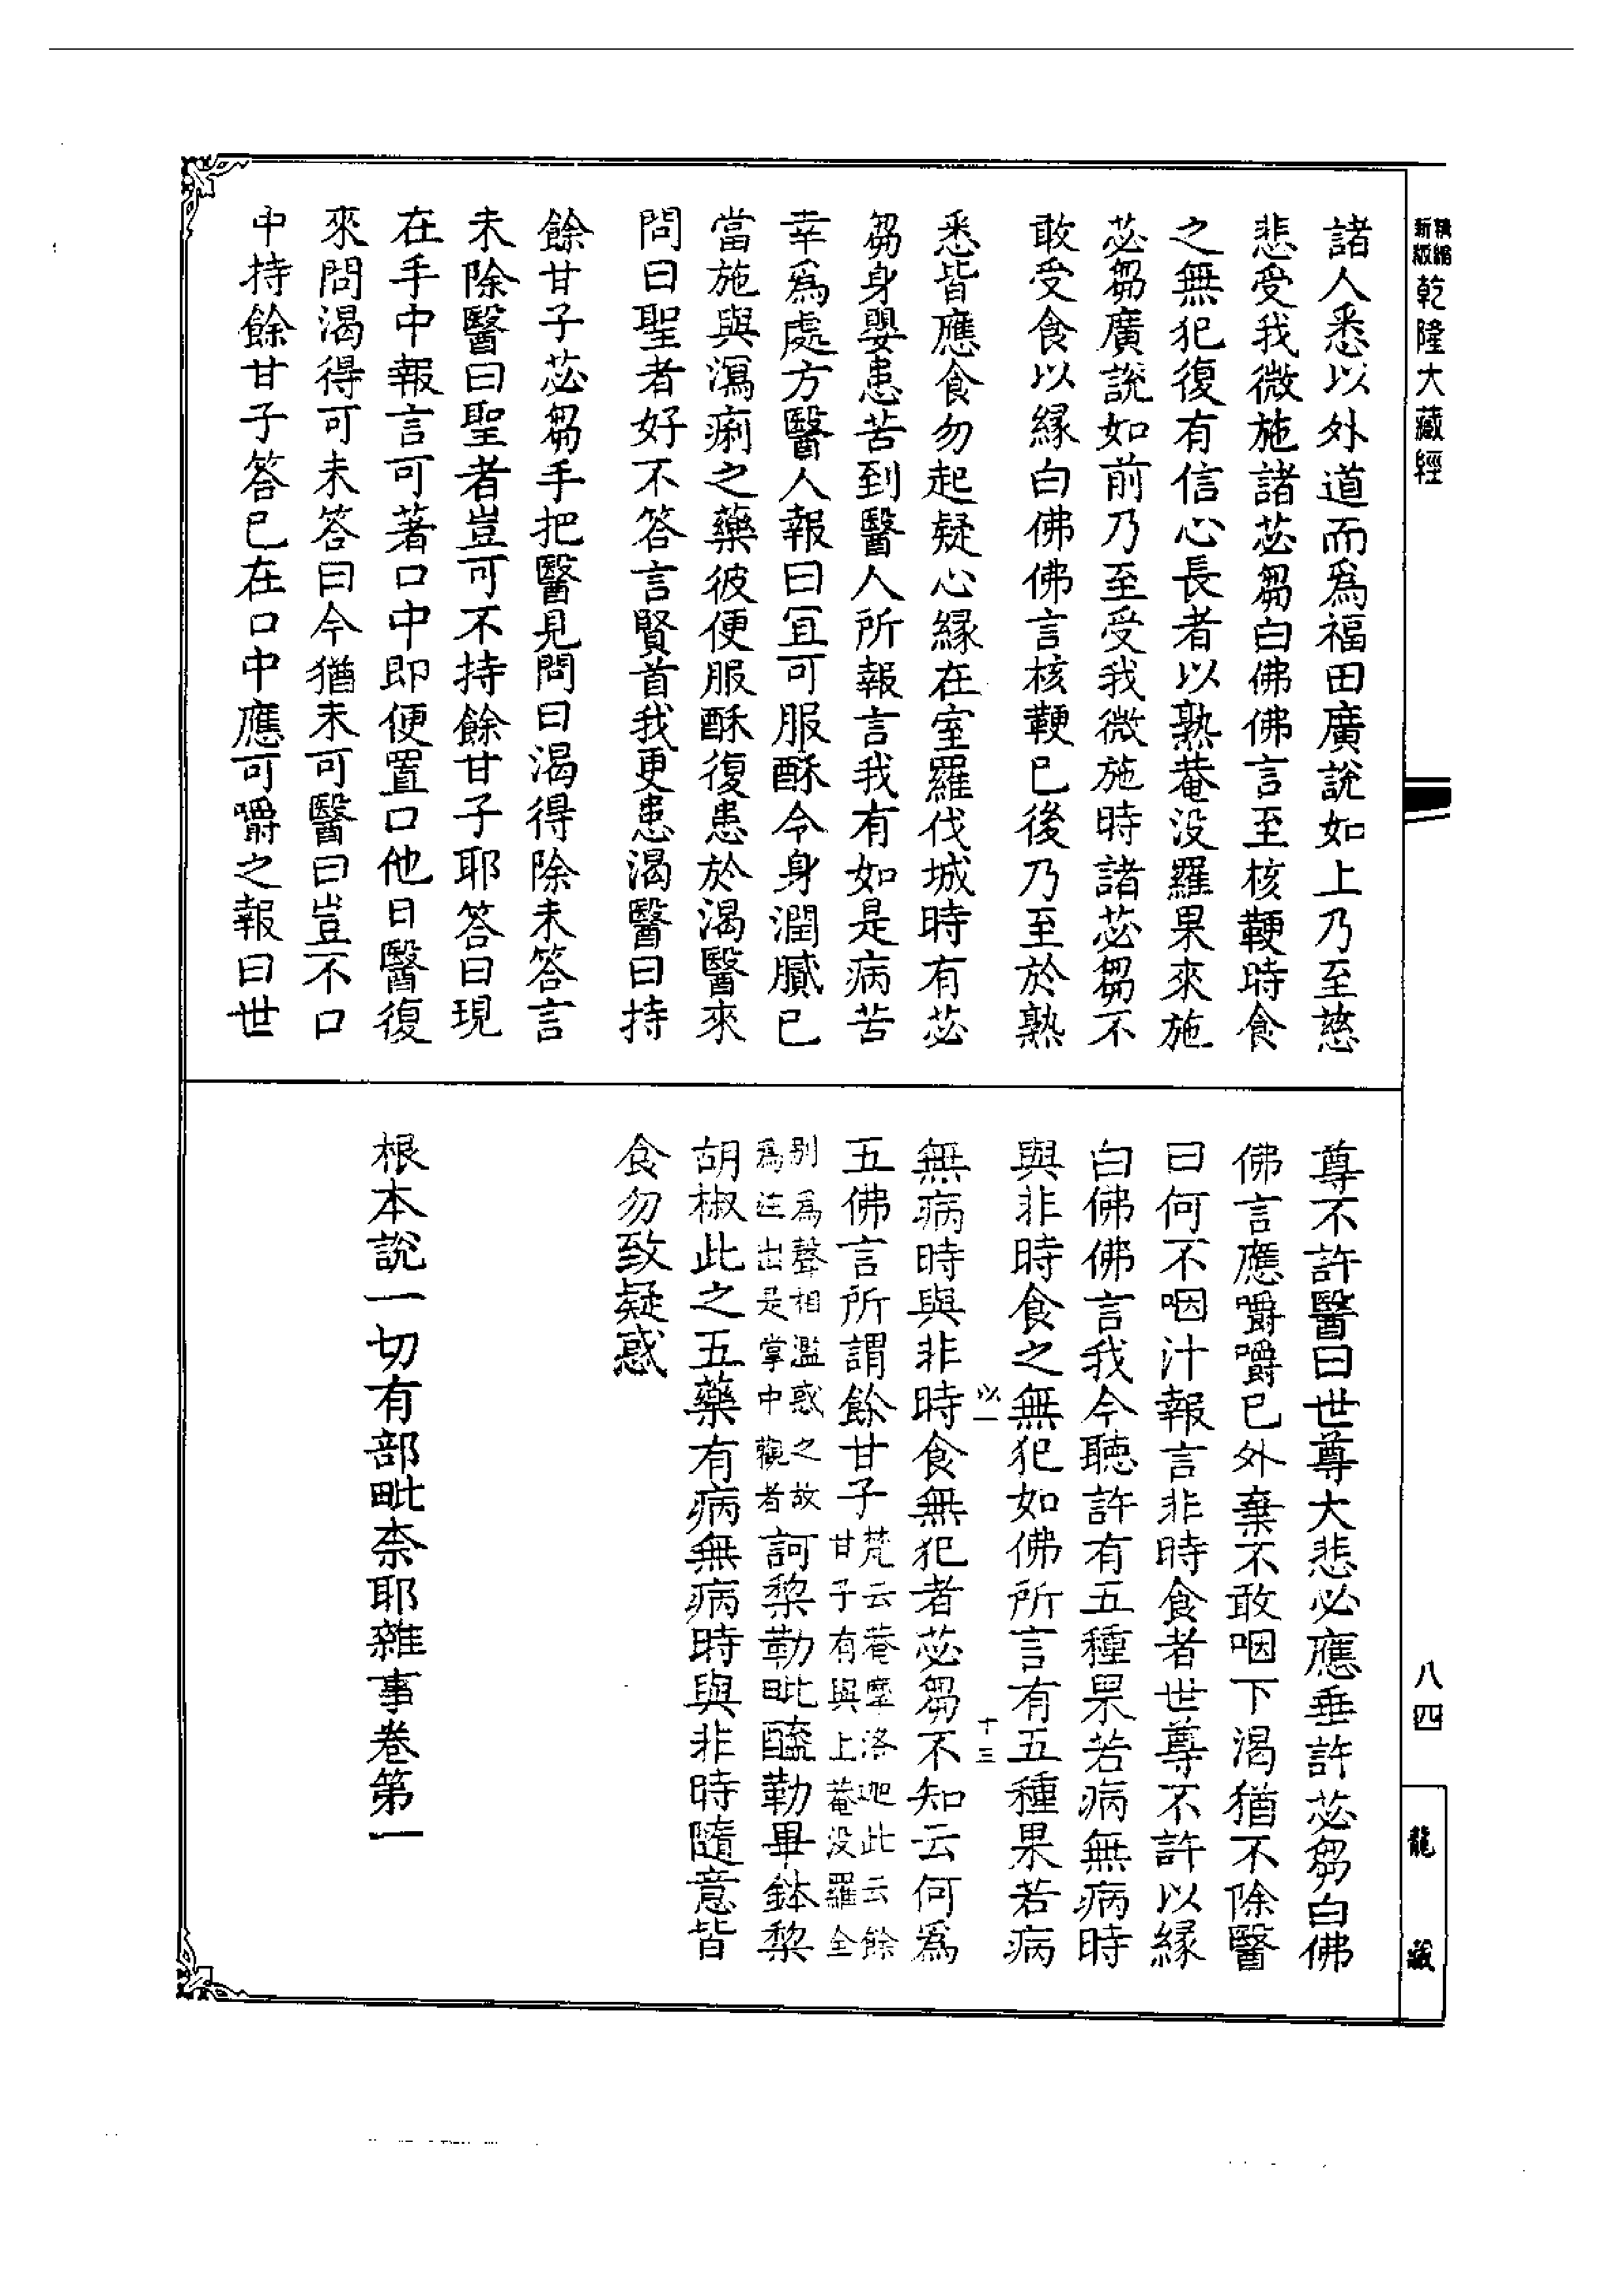 精縮新級乾隆大藏經
諸人悉以外道而爲福田廣說如上乃至慈
悲受我微施諸苾芻白佛佛言至核鞕時食
之無犯復有信心長者以熟菴没羅果來施
苾芻廣說如前乃至受我微施時諸苾芻不
敢受食以緣白佛佛言核鞕已後乃至於熟
悉皆應食勿起疑心緣在室羅伐城時有苾
芻身嬰患苦到醫人所報言我有如是病苦
幸爲處方醫人報曰宜可服酥令身潤膩已
當施與瀉痢之藥彼便服酥復患於渴醫來
問曰聖者好不答言賢首我更患渴醫曰持
餘甘子苾芻手把醫見問曰渴得除未答言
未除醫曰聖者豈可不持餘甘子耶答曰現
在手中報言可著口中即便置口他日醫復
來問渴得可未答曰今猶未可醫曰豈不口
中持餘甘子答已在口中應可嚼之報曰世
尊不許醫曰世尊大悲必應垂許苾芻白佛
佛言應嚼嚼已外棄不敢咽下渴猶不除醫
曰何不咽汁報言非時食者世尊不許以緣
白佛佛言我今聽許有五種果若病無病時
與非時食之無犯如佛所言有五種果若病
以一 十三
無病時與非時食無犯者苾芻不知云何爲
五佛言所謂餘甘子梵云菴摩洛迦此云餘甘子有與上菴没羅全
別爲聲相濫惑之故爲迮出是掌中觀者訶黎勒毗醯勒畢鉢黎
胡椒此之五藥有病無病時與非時隨意皆
食勿致疑惑
根本說一切有部毗柰耶雜事卷第一
八四
龍藏